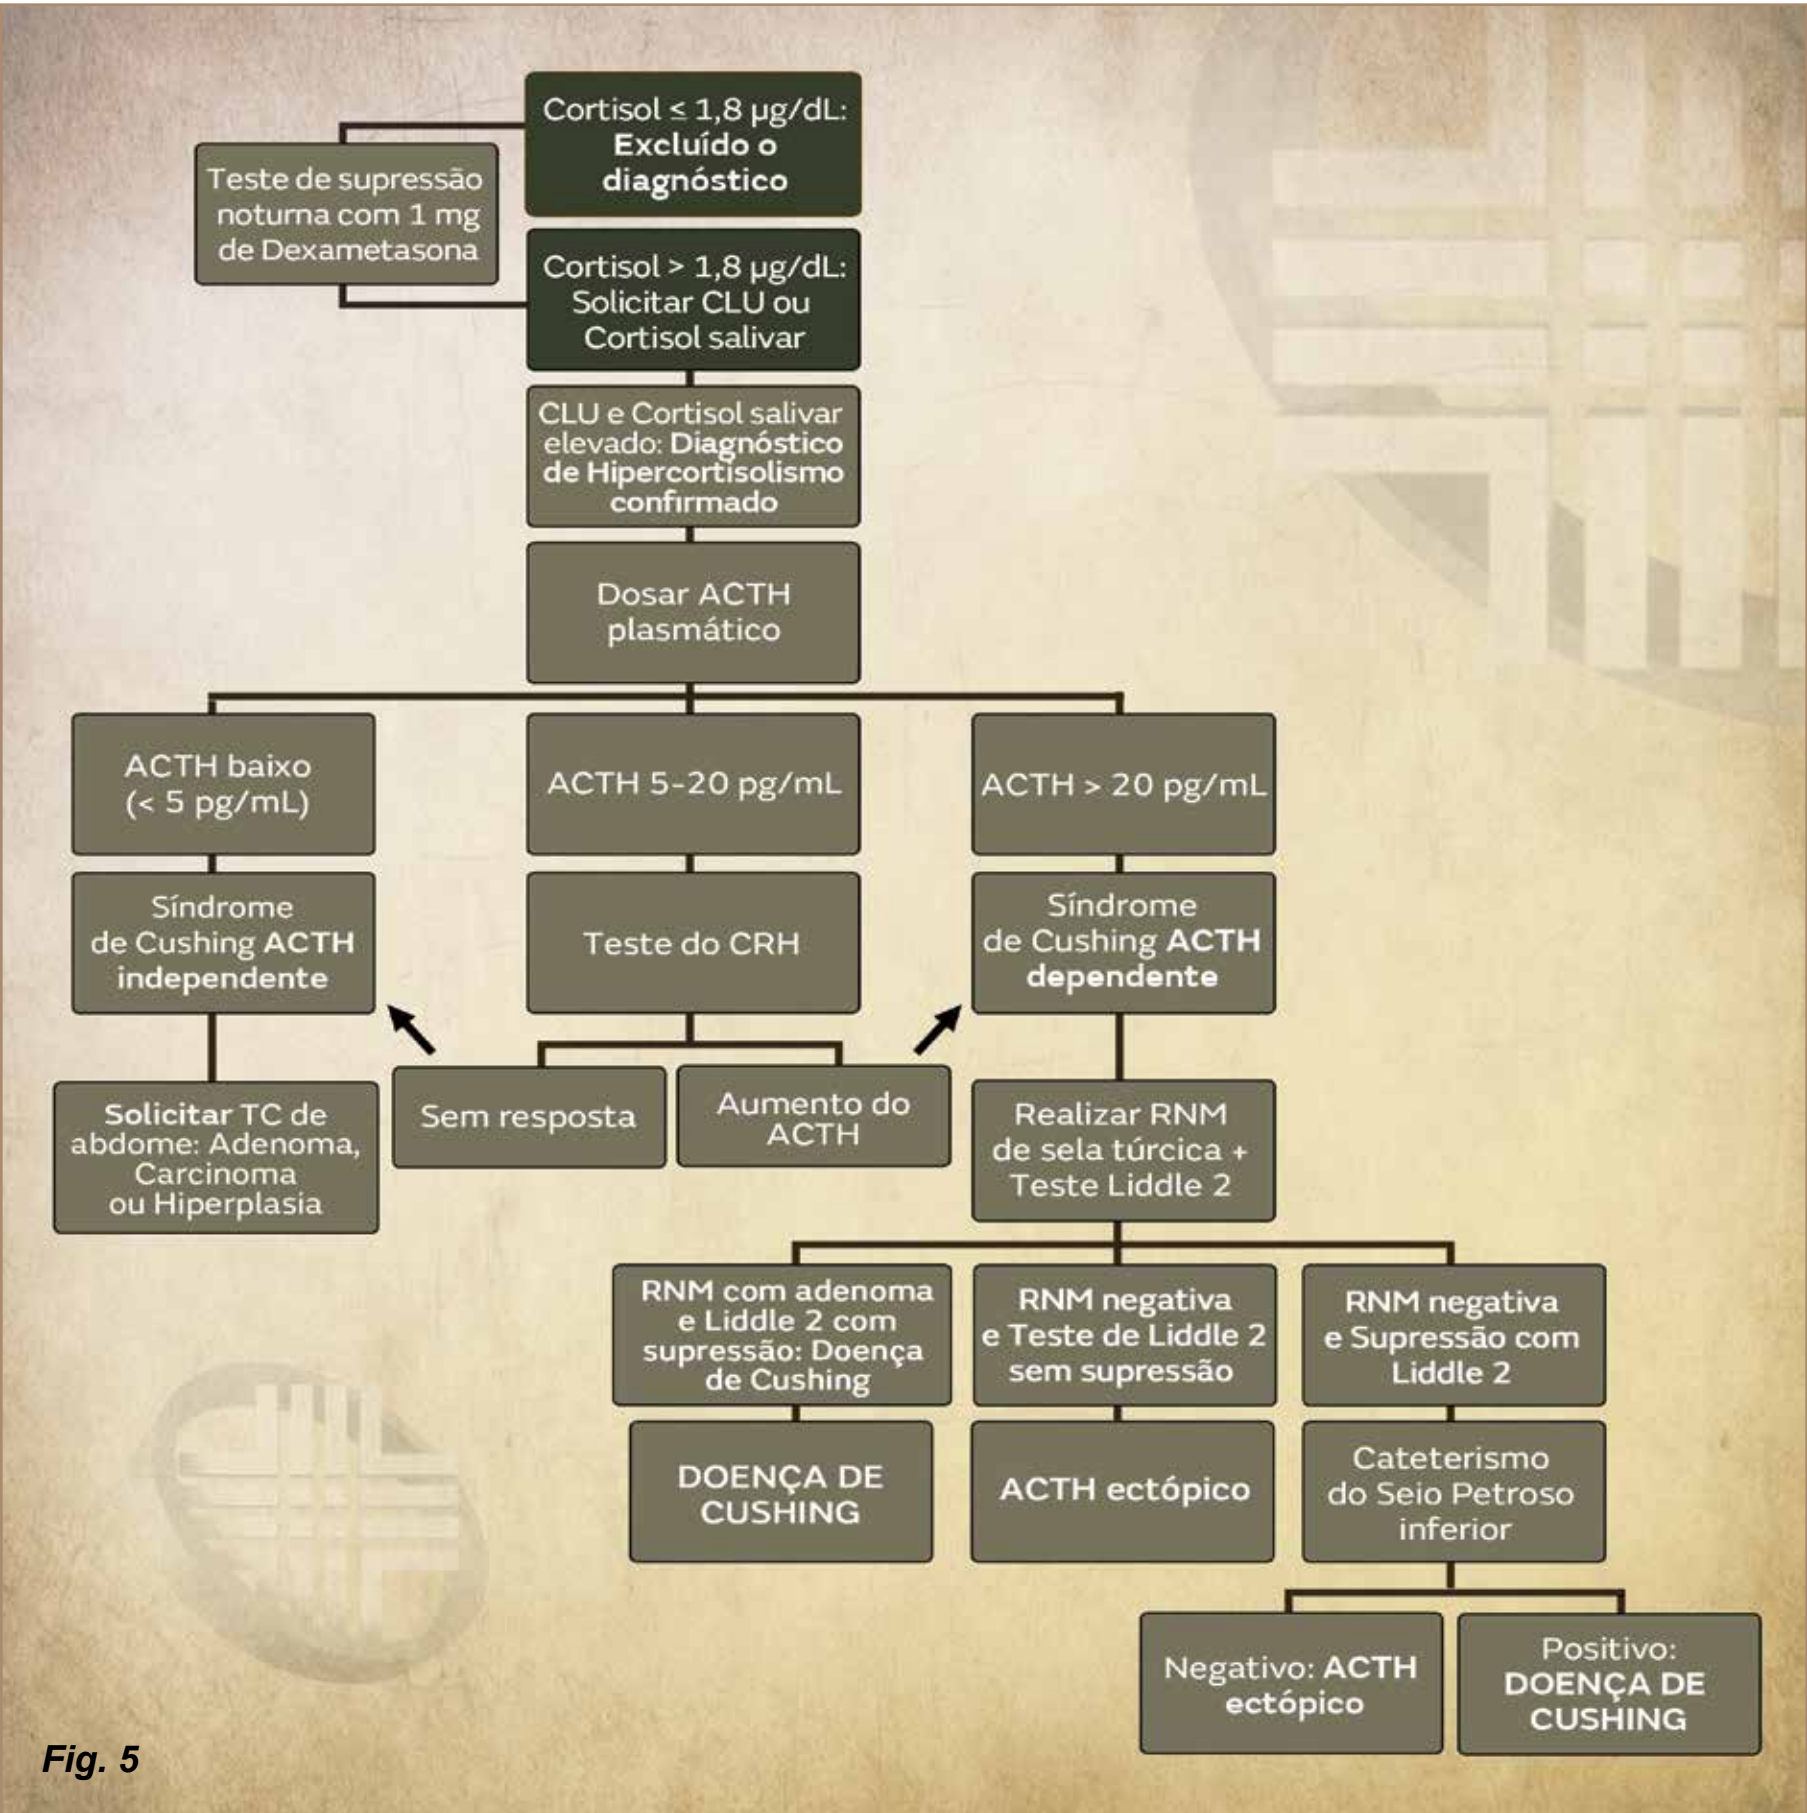 Cortisol ≤ 1,8 µg/dL:
Excluído o
diagnóstico
Teste de supressão
noturna com 1 mg
de Dexametasona
Cortisol > 1,8 µg/dL:
Solicitar CLU ou
Cortisol salivar
CLU e Cortisol salivar
elevado: Diagnóstico
de Hipercortisolismo
confirmado
Dosar ACTH
plasmático
ACTH baixo
(< 5 pg/mL)
ACTH 5-20 pg/mL
ACTH > 20 pg/mL
Síndrome
de Cushing ACTH
independente
Teste do CRH
Síndrome
de Cushing ACTH
dependente
Solicitar TC de
abdome: Adenoma,
Carcinoma
ou Hiperplasia
Sem resposta
Aumento do
ACTH
Realizar RNM
de sela túrcica +
Teste Liddle 2
RNM com adenoma
e Liddle 2 com
supressão: Doença
de Cushing
RNM negativa
e Teste de Liddle 2
sem supressão
RNM negativa
e Supressão com
Liddle 2
DOENÇA DE
CUSHING
ACTH ectópico
Cateterismo
do Seio Petroso
inferior
Negativo: ACTH
ectópico
Positivo:
DOENÇA DE
CUSHING
Fig. 5